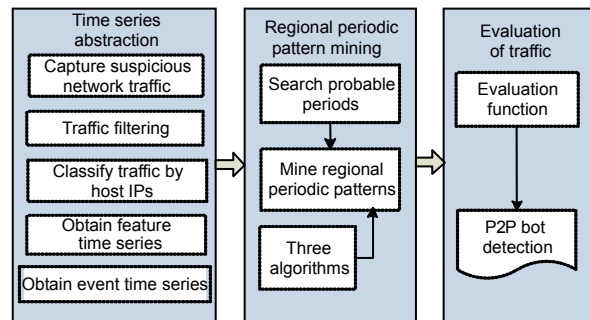 Time series
abstraction
Capture suspicious
network traffic
Traffic filtering
Classify traffic by
host IPs
Obtain feature
time series
Obtain event time series
Regional periodic
pattern mining
Search probable
periods
Mine regional
periodic patterns
Three
algorithms
Evaluation
of traffic
Evaluation
function
P2P bot
detection